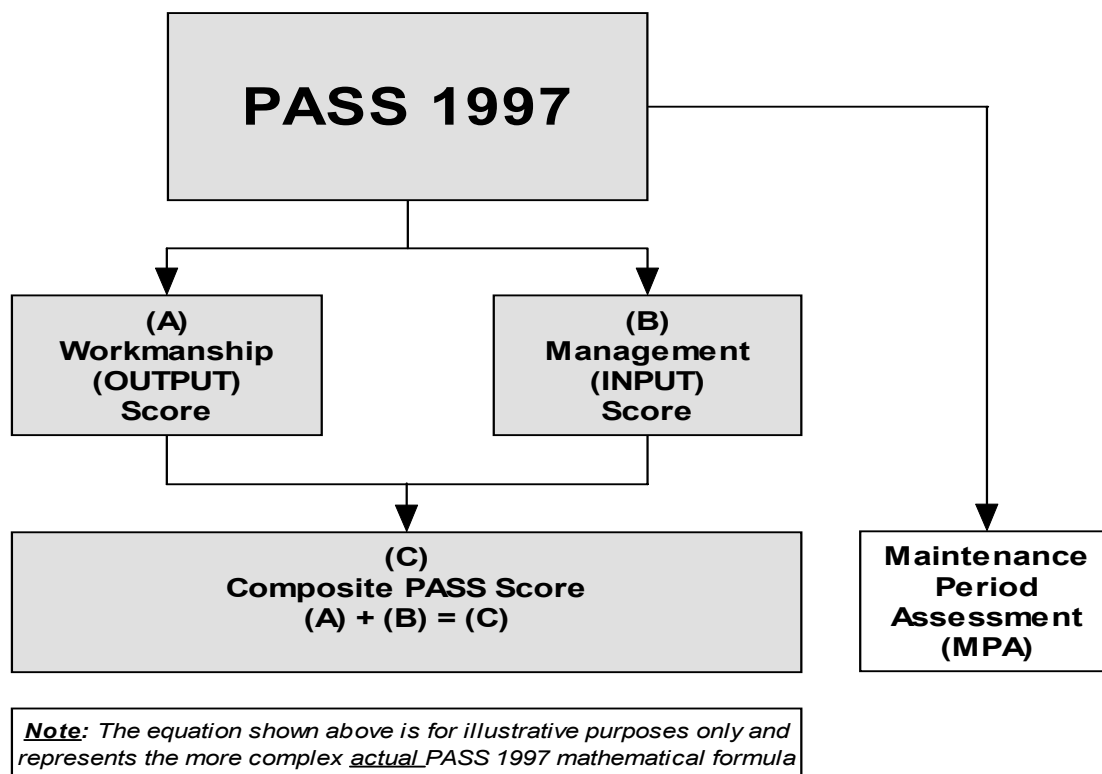 PASS 1997
(A)
Workmanship
(OUTPUT)
Score
(B)
Management
(INPUT)
Score
(C)
Composite PASS Score
(A) + (B) = (C)
Maintenance
Period
Assessment
(MPA)
Note: The equation shown above is for illustrative purposes only and
represents the more complex actual PASS 1997 mathematical formula